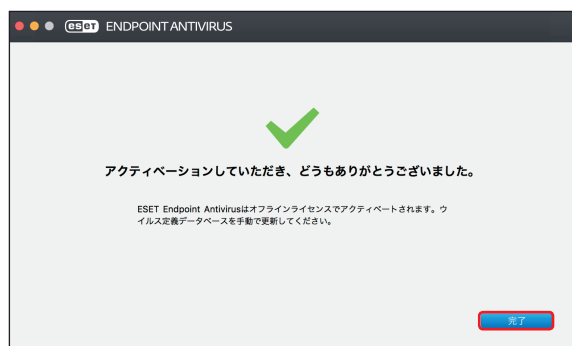 eset ENDPOINT ANTIVIRUS
アクティベーションしていただき、どうもありがとうございました。
ESET Endpoint Antivirusはオフラインライセンスでアクティベートされます。ウ
イルス定義データベースを手動で更新してください。
完了